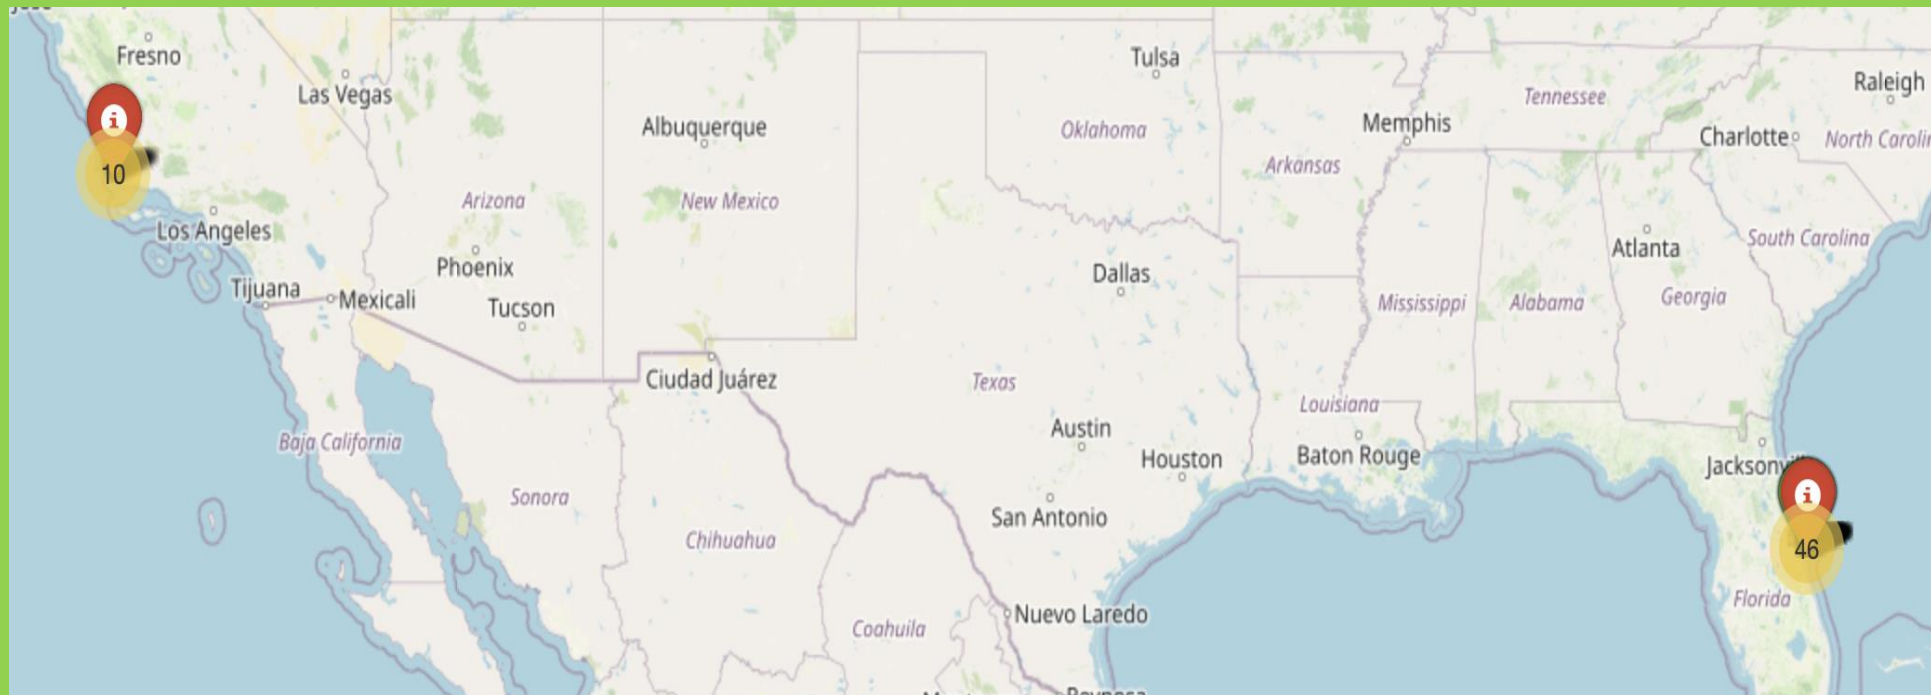 Fresno
Tulsa
Las Vegas
Raleigh
Tennessee
i
Albuquerque
Oklahoma
Memphis
Charlotte
10
Arkansas
Arizona
New Mexico
Los Angeles
Atlanta
South Carolina
Phoenix
Dallas
Tijuana
Mexicali
Tucson
Mississippi
Alabama
Georgia
Ciudad Juárez
Texas
Louisiana
Austin
Baja California
Houston
Baton Rouge
i
Sonora
San Antonio
Chihuahua
46
Florida
Nuevo Laredo
Coahuila